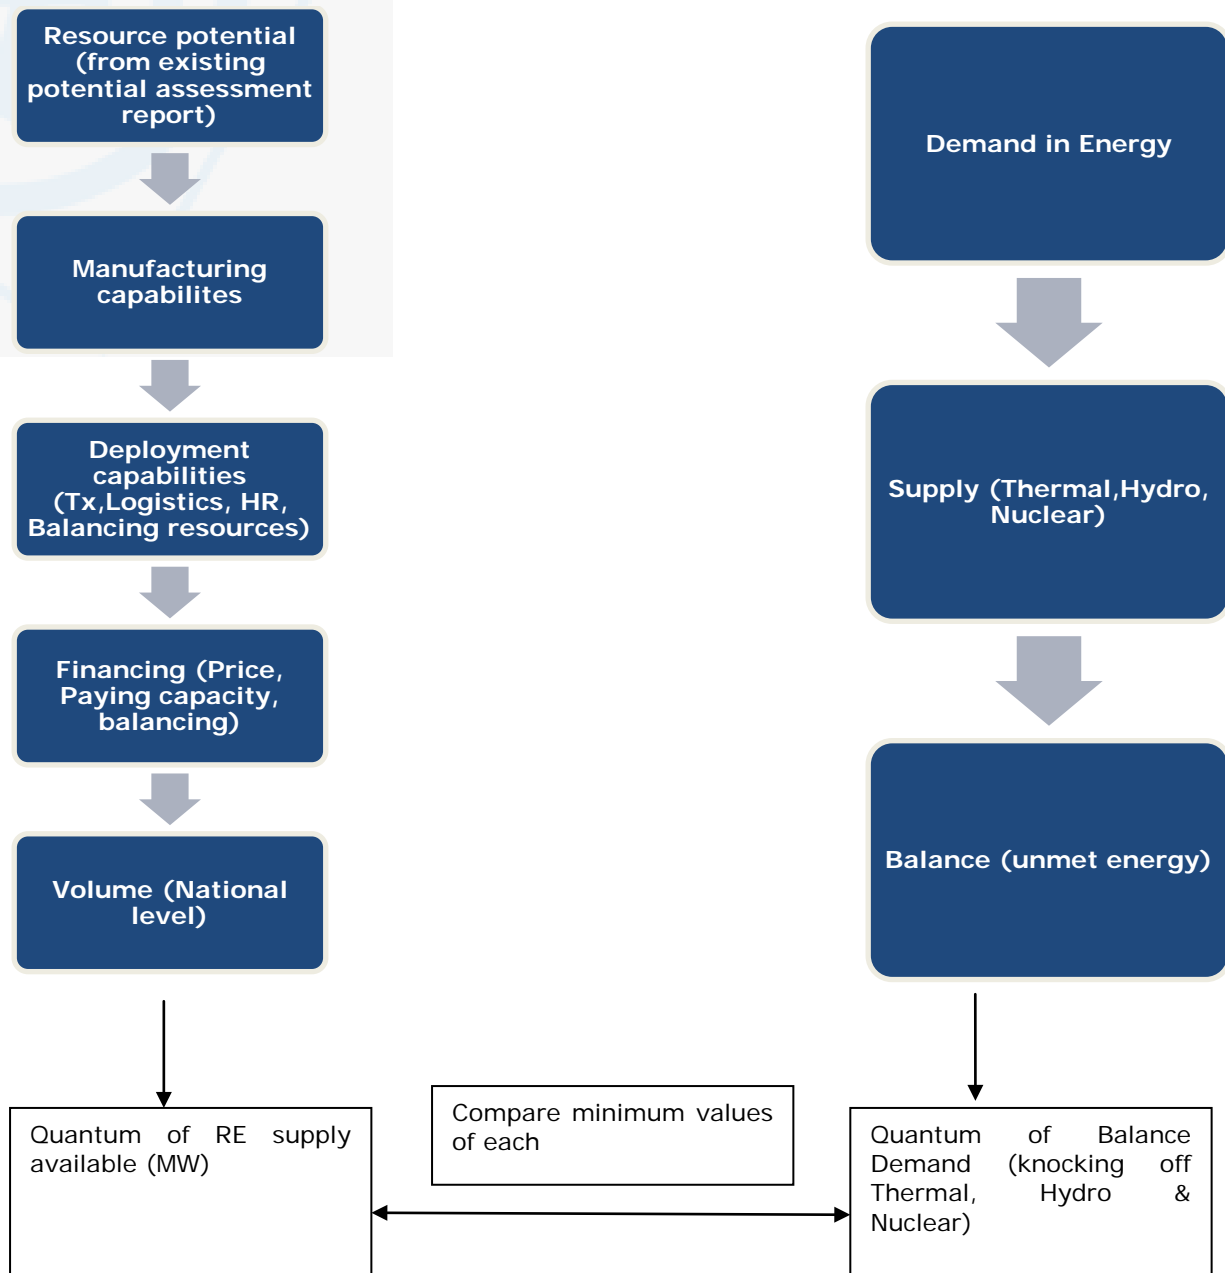 Resource potential
(from existing
potential assessment
report)
Manufacturing
capabilites
Deployment
capabilities
(Tx,Logistics, HR,
Balancing resources)
Financing (Price,
Paying capacity,
balancing)
Volume (National
level)
Quantum of RE supply
available (MW)
Compare minimum values
of each
Demand in Energy
Supply (Thermal,Hydro,
Nuclear)
Balance (unmet energy)
Quantum of Balance
Demand (knocking off
Thermal, Hydro &
Nuclear)